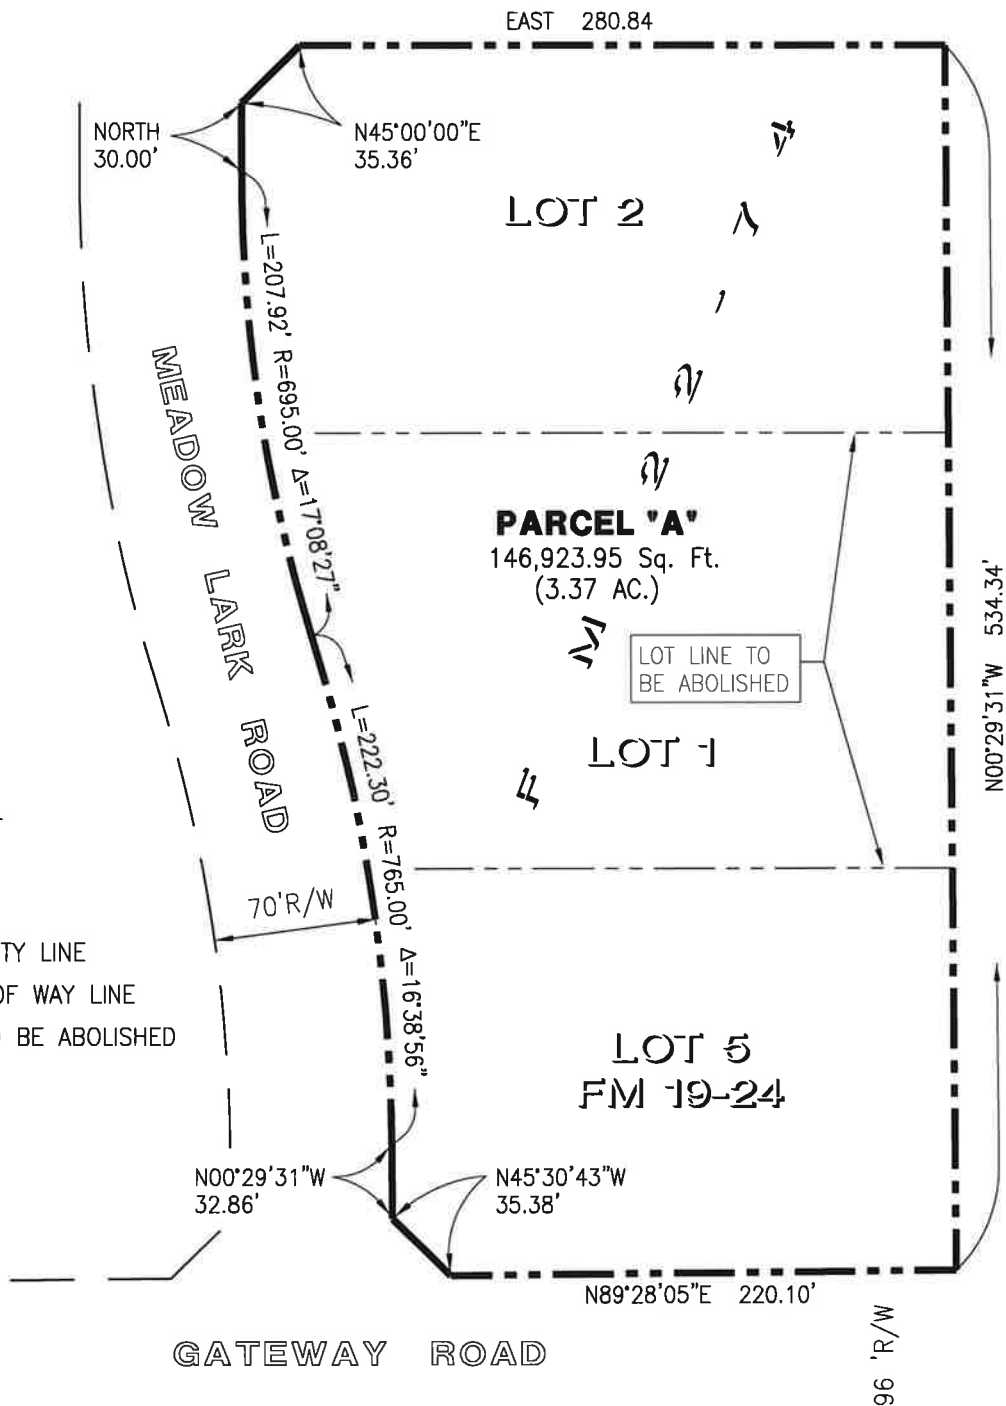 EAST 280.84
NORTH
30.00'
N45°00'00"E
35.36'
LOT 2
L=207.92' R=695.00' Δ=17°08'27"
MEADOW LARK ROAD
PARCEL "A"
146,923.95 Sq. Ft.
(3.37 AC.)
LOT LINE TO
BE ABOLISHED
N00°29'31"W 534.34'
LOT 1
L=222.30' R=765.00' Δ=16°38'56"
70'R/W
TY LINE
OF WAY LINE
BE ABOLISHED
LOT 5
FM 19-24
N00°29'31"W
32.86'
N45°30'43"W
35.38'
N89°28'05"E 220.10'
GATEWAY ROAD
96 'R/W